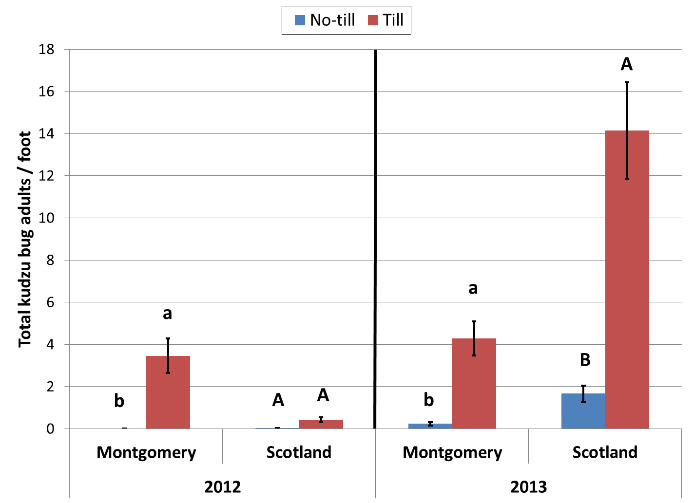 No-till Till
Total kudzu bug adults / foot
18
16
14
12
10
8
6
4
2
0
b a A A b a B A
Montgomery Scotland Montgomery Scotland
2012 2013